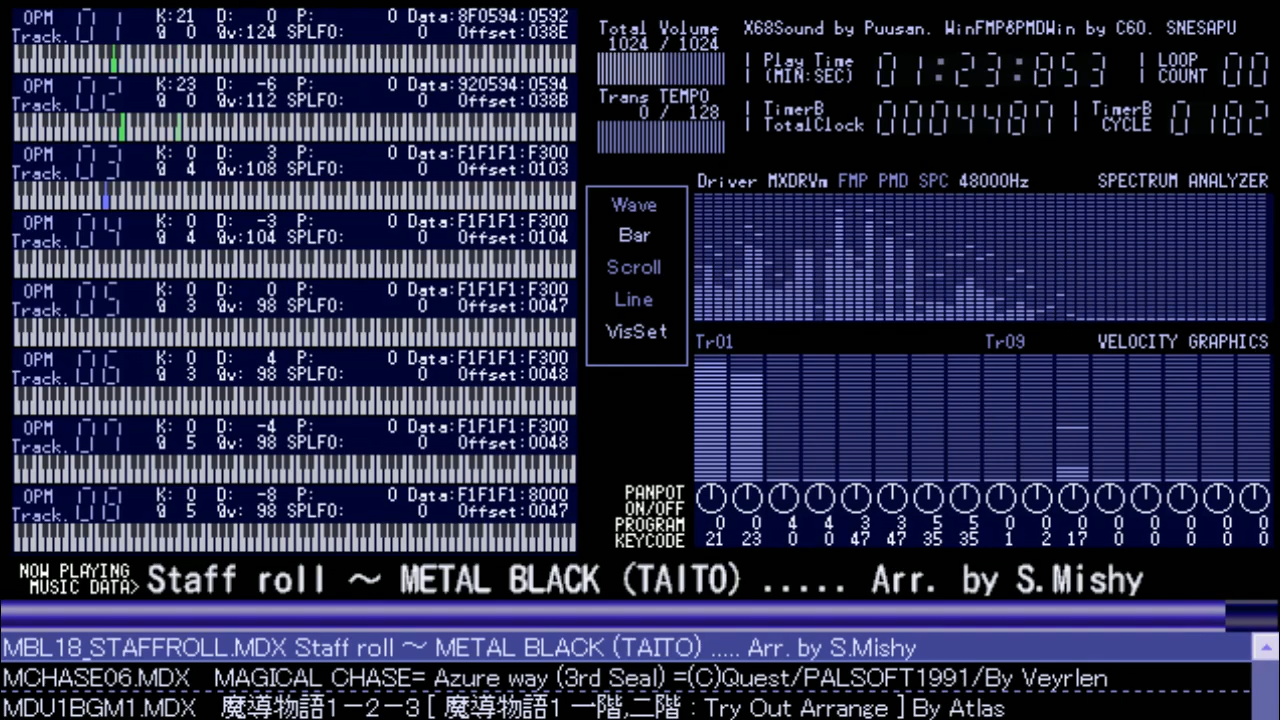 OPM Track. 01 K:21 D: 0 P: 0 Data:8F0594:0592
@ 0 @v:124 SPLFO: 0 Offset:038E
OPM Track. 02 K:23 D: -6 P: 0 Data:920594:0594
@ 0 @v:112 SPLFO: 0 Offset:038B
OPM Track. 03 K: 0 D: 3 P: 0 Data:F1F1F1:F300
@ 4 @v:108 SPLFO: 0 Offset:0103
OPM Track. 04 K: 0 D: -3 P: 0 Data:F1F1F1:F300
@ 4 @v:104 SPLFO: 0 Offset:0104
OPM Track. 05 K: 0 D: 0 P: 0 Data:F1F1F1:F300
@ 3 @v: 98 SPLFO: 0 Offset:0047
OPM Track. 06 K: 0 D: 4 P: 0 Data:F1F1F1:F300
@ 3 @v: 98 SPLFO: 0 Offset:0048
OPM Track. 07 K: 0 D: -4 P: 0 Data:F1F1F1:F300
@ 5 @v: 98 SPLFO: 0 Offset:0048
OPM Track. 08 K: 0 D: -8 P: 0 Data:F1F1F1:8000
@ 5 @v: 98 SPLFO: 0 Offset:0047
Total Volume
1024 / 1024
Trans TEMPO
0 / 128
X68Sound by Puusan. WinFMP&PMDWin by C60. SNESAPU
Play Time (MIN:SEC) 01:23:853 LOOP COUNT 00
TimerB TotalClock 0004487 TimerB CYCLE 0182
Driver MXDRVm FMP PMD SPC 48000Hz SPECTRUM ANALYZER
Wave
Bar
Scroll
Line
VisSet
Tr01 Tr09 VELOCITY GRAPHICS
PANPOT
ON/OFF
PROGRAM 0 0 4 4 3 3 5 5 0 0 0 0 0 0 0 0
KEYCODE 21 23 0 0 47 47 35 35 1 2 17 0 0 0 0 0
NOW PLAYING
MUSIC DATA> Staff roll ～ METAL BLACK (TAITO) ..... Arr. by S.Mishy
MBL18_STAFFROLL.MDX Staff roll ～ METAL BLACK (TAITO) ..... Arr. by S.Mishy
MCHASE06.MDX MAGICAL CHASE= Azure way (3rd Seal) =(C)Quest/PALSOFT1991/By Veyrlen
MDU1BGM1.MDX 魔導物語1－2－3 [ 魔導物語1 一階,二階 : Try Out Arrange ] By Atlas